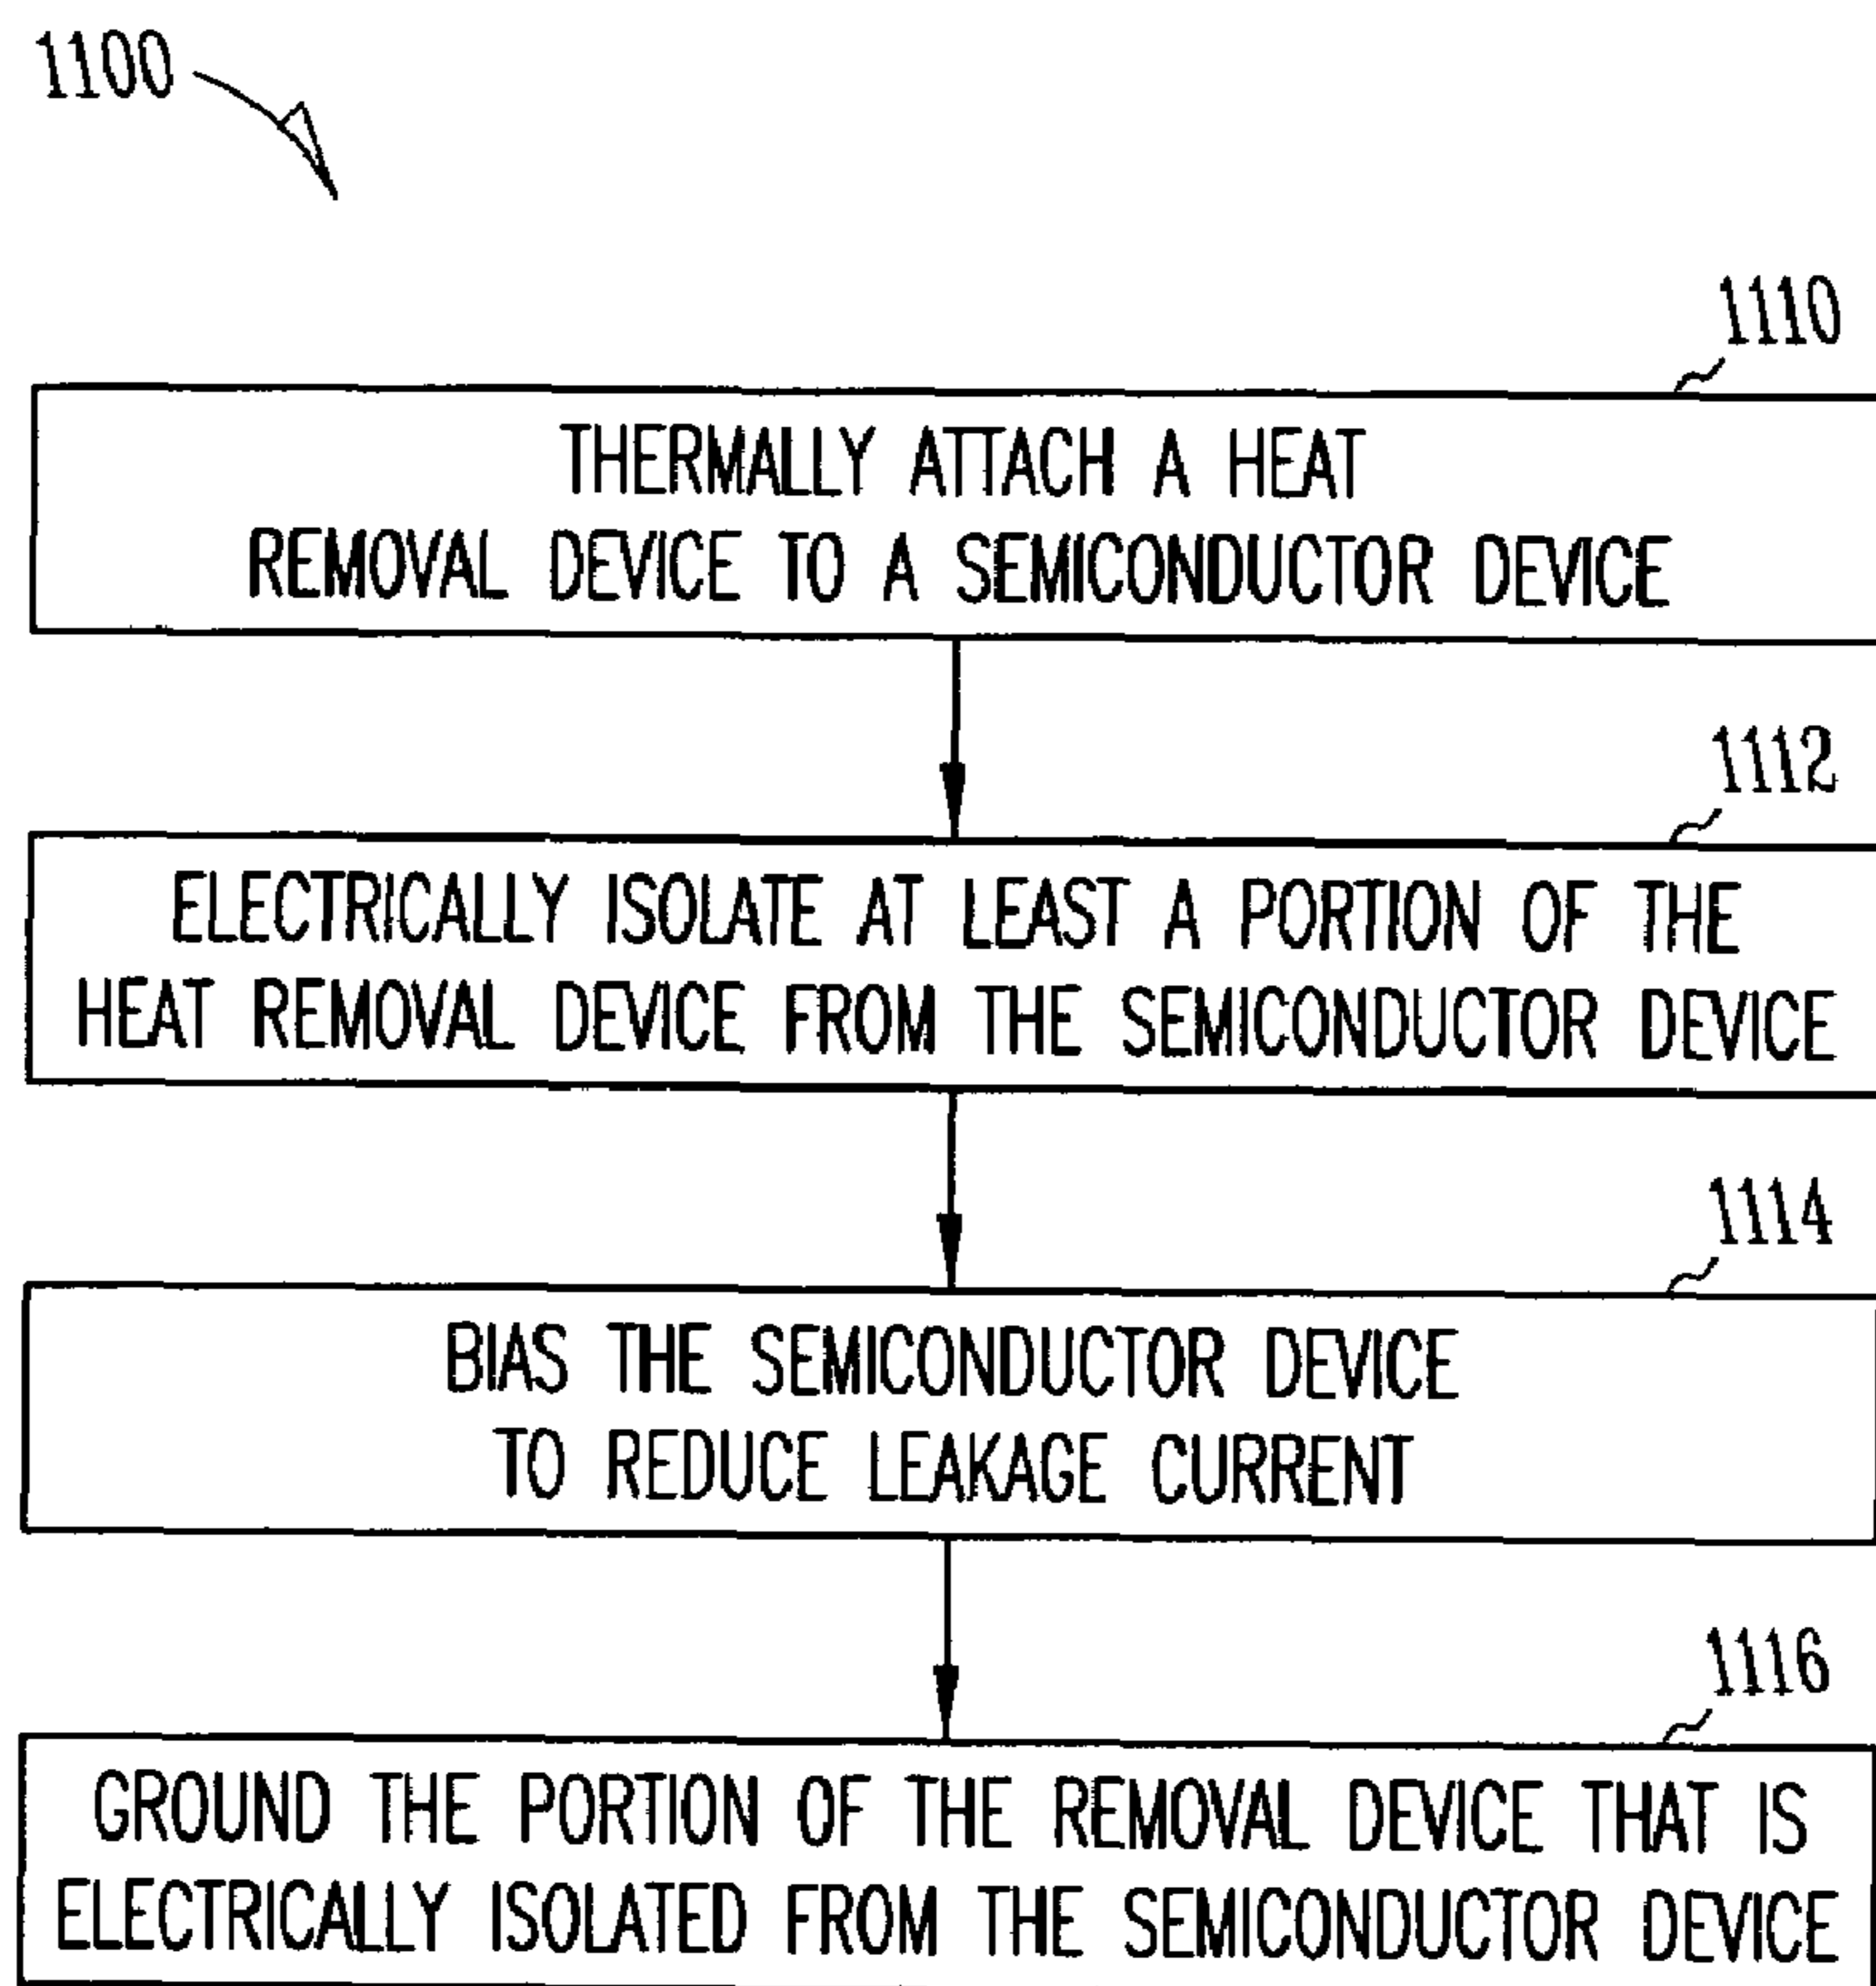 1100
1110
THERMALLY ATTACH A HEAT
REMOVAL DEVICE TO A SEMICONDUCTOR DEVICE
1112
ELECTRICALLY ISOLATE AT LEAST A PORTION OF THE
HEAT REMOVAL DEVICE FROM THE SEMICONDUCTOR DEVICE
1114
BIAS THE SEMICONDUCTOR DEVICE
TO REDUCE LEAKAGE CURRENT
1116
GROUND THE PORTION OF THE REMOVAL DEVICE THAT IS
ELECTRICALLY ISOLATED FROM THE SEMICONDUCTOR DEVICE